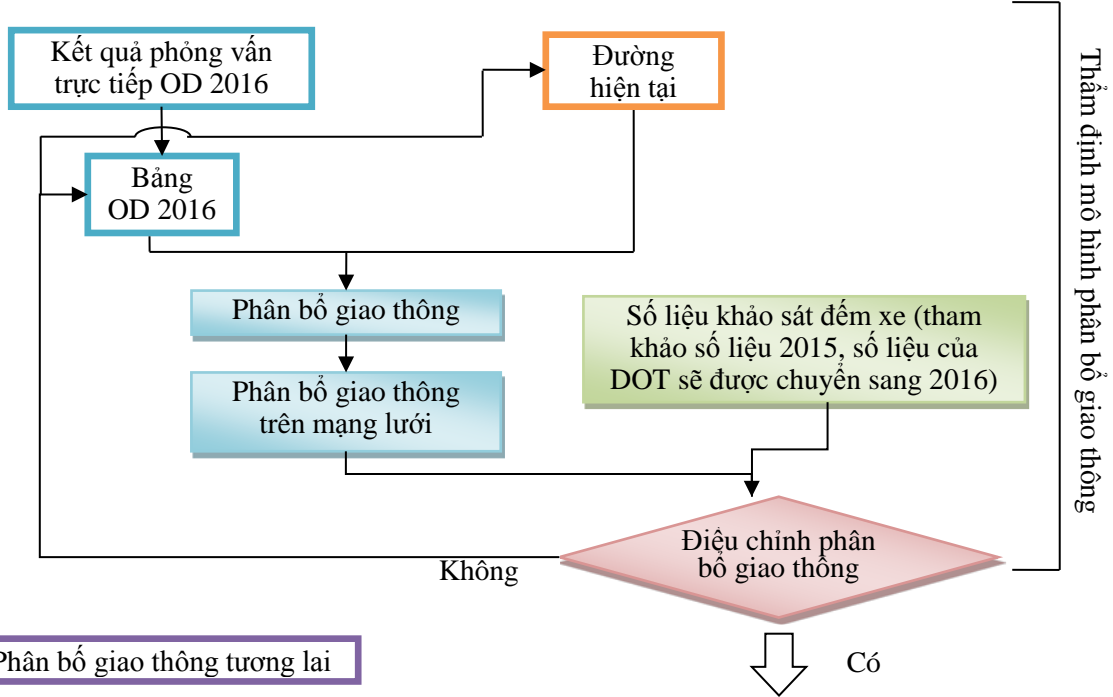 Kết quả phỏng vấn
trực tiếp OD 2016
Đường
hiện tại
Bảng
OD 2016
Phân bổ giao thông
Phân bổ giao thông
trên mạng lưới
Số liệu khảo sát đếm xe (tham
khảo số liệu 2015, số liệu của
DOT sẽ được chuyển sang 2016)
Điều chỉnh phân
bổ giao thông
Không
Có
Phân bổ giao thông tương lai
Thẩm định mô hình phân bổ giao thông